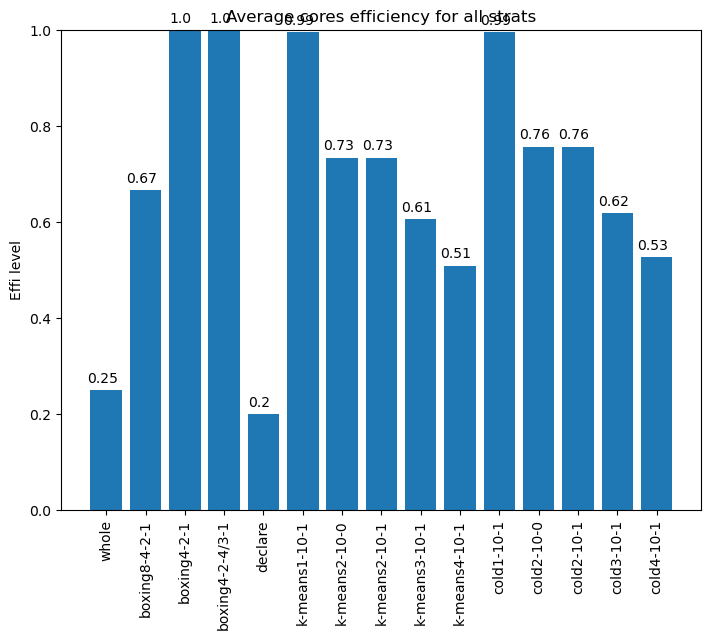 Average cores efficiency for all strats
Effi level
1.0
0.8
0.6
0.4
0.2
0.0
0.25
0.67
1.0
1.0
0.2
0.99
0.73
0.73
0.61
0.51
0.99
0.76
0.76
0.62
0.53
whole
boxing8-4-2-1
boxing4-2-1
boxing4-2-4/3-1
declare
k-means1-10-1
k-means2-10-0
k-means2-10-1
k-means3-10-1
k-means4-10-1
cold1-10-1
cold2-10-0
cold2-10-1
cold3-10-1
cold4-10-1